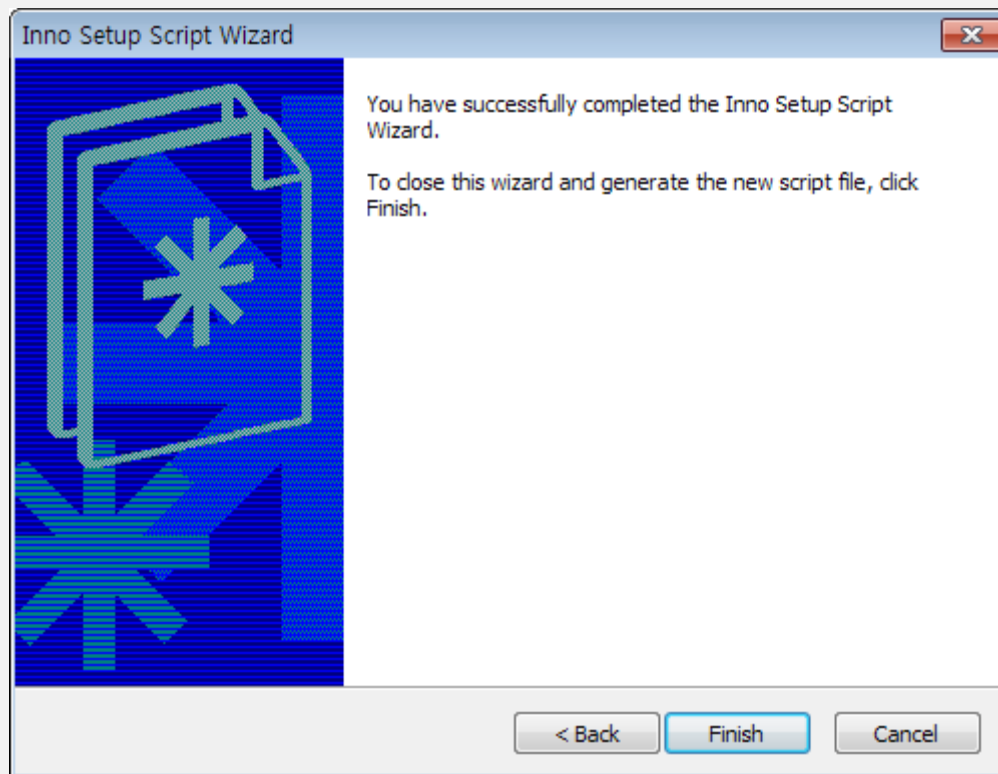 Inno Setup Script Wizard
You have successfully completed the Inno Setup Script
Wizard.
To close this wizard and generate the new script file, click
Finish.
< Back
Finish
Cancel